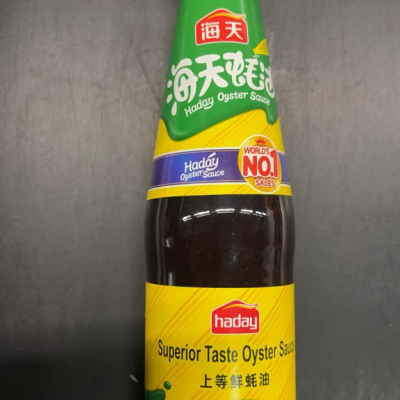 海天
海天蚝油
Haday Oyster Sauce
Haday
Oyster Sauce
WORLD'S
NO.1
SALES!
haday
Superior Taste Oyster Sauce
上等鲜蚝油